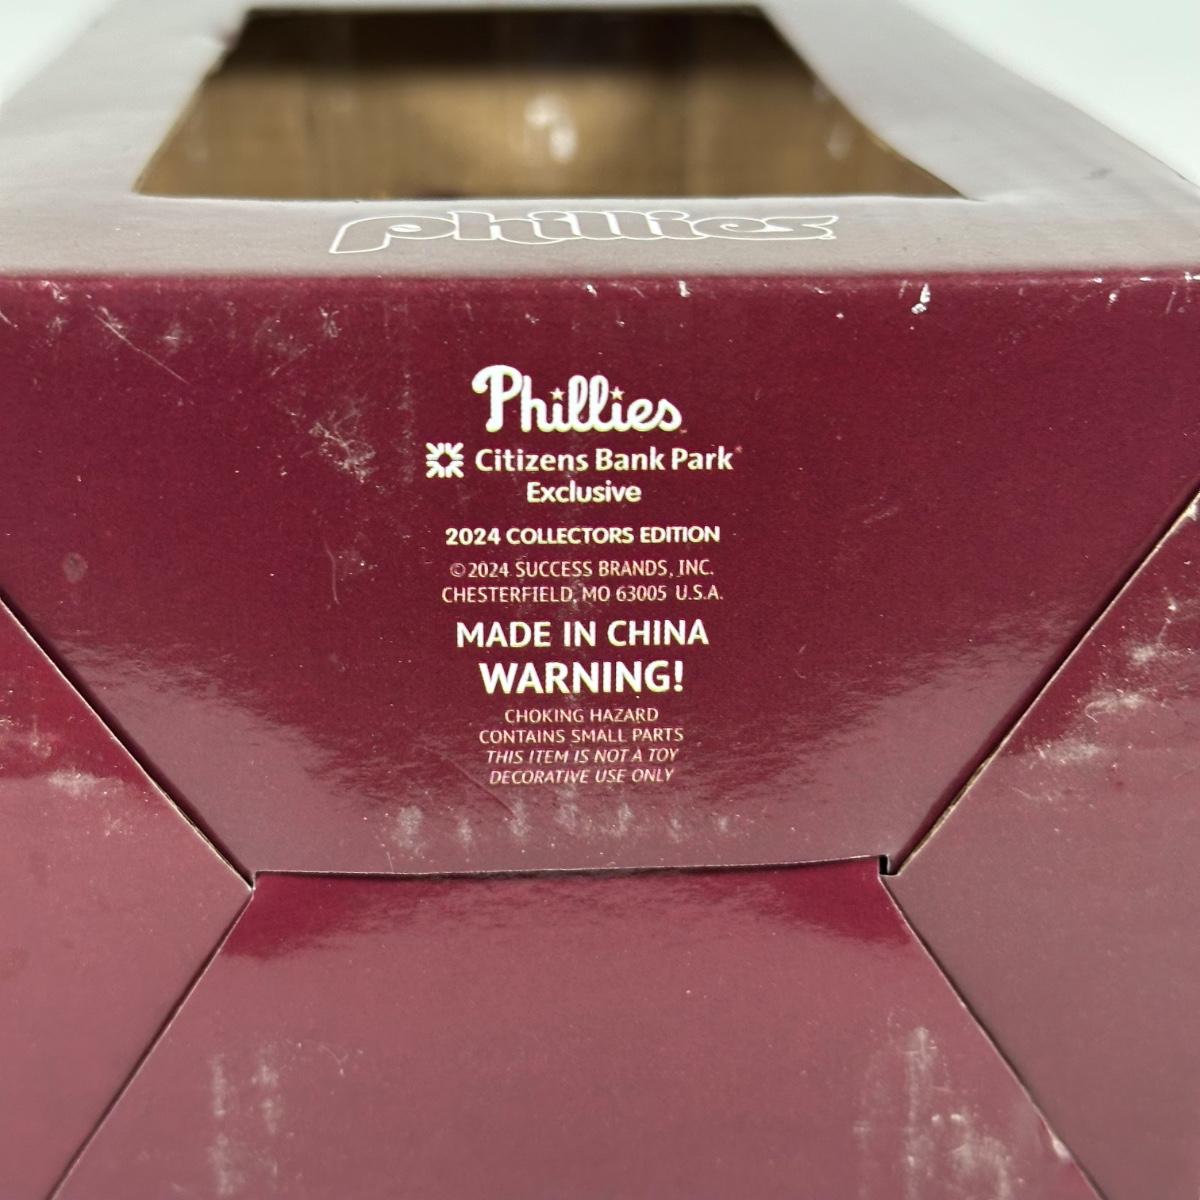 phillies
Phillies
Citizens Bank Park
Exclusive
2024 COLLECTORS EDITION
©2024 SUCCESS BRANDS, INC.
CHESTERFIELD, MO 63005 U.S.A.
MADE IN CHINA
WARNING!
CHOKING HAZARD
CONTAINS SMALL PARTS
THIS ITEM IS NOT A TOY
DECORATIVE USE ONLY